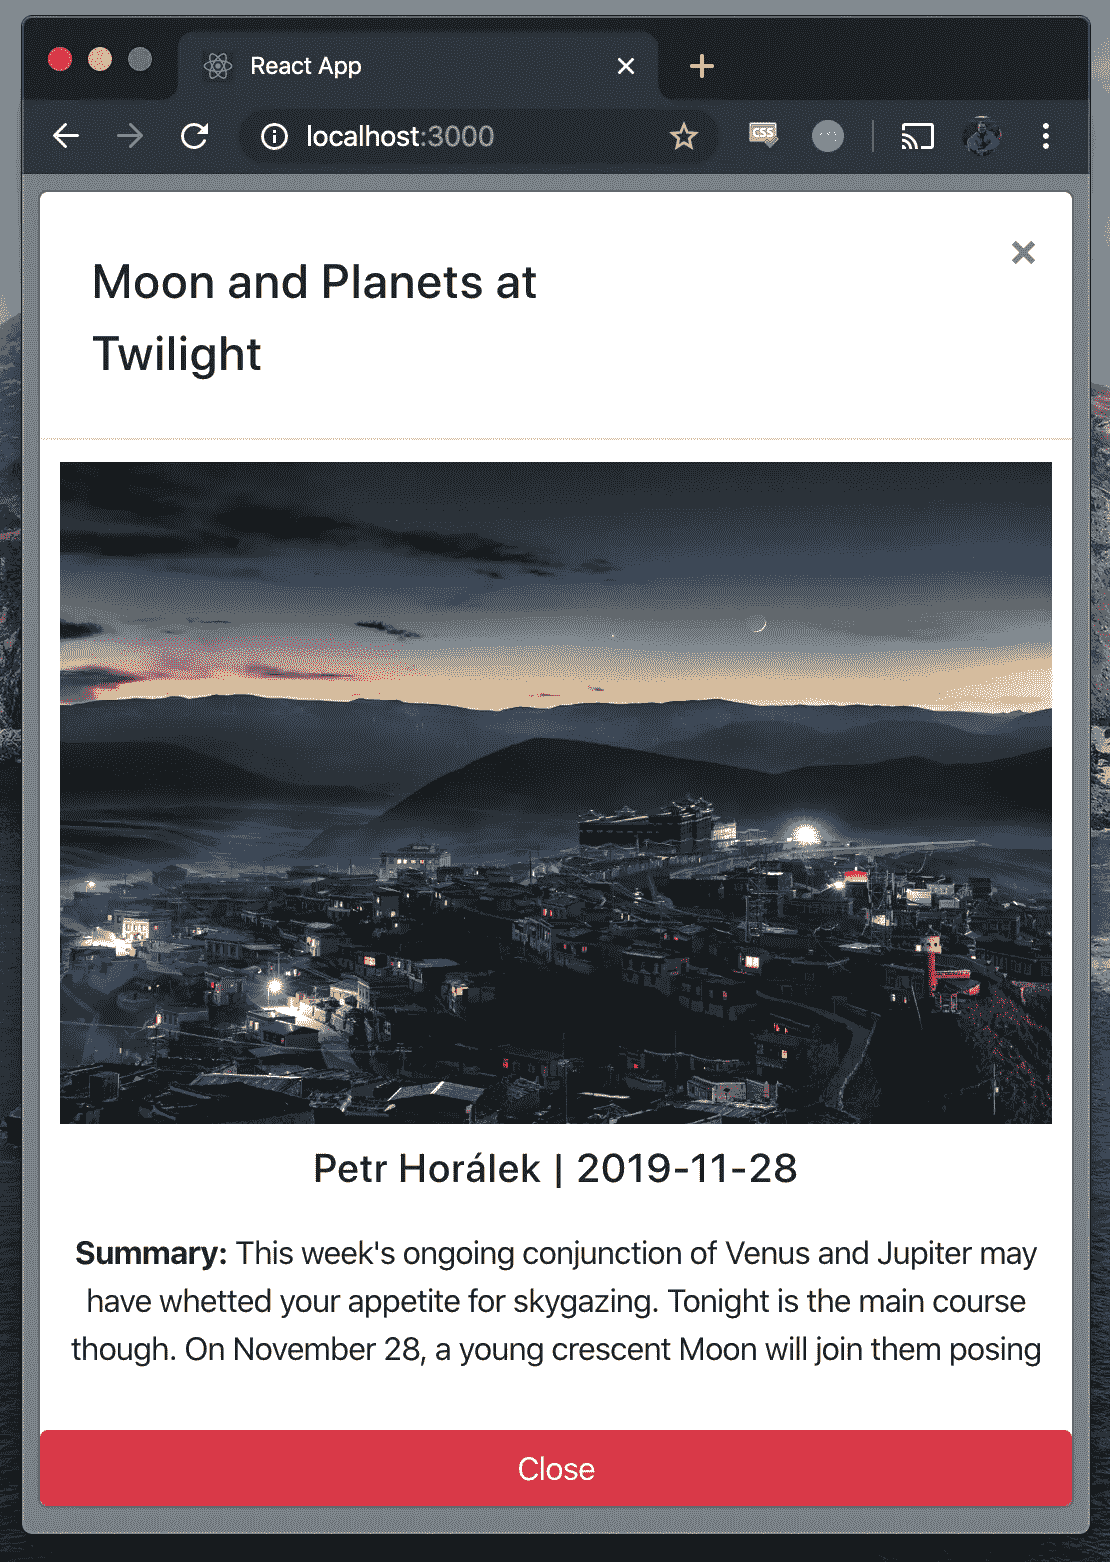 React App
localhost:3000
CSS
Moon and Planets at
Twilight
Petr Horálek | 2019-11-28
Summary: This week's ongoing conjunction of Venus and Jupiter may
have whetted your appetite for skygazing. Tonight is the main course
though. On November 28, a young crescent Moon will join them posing
Close